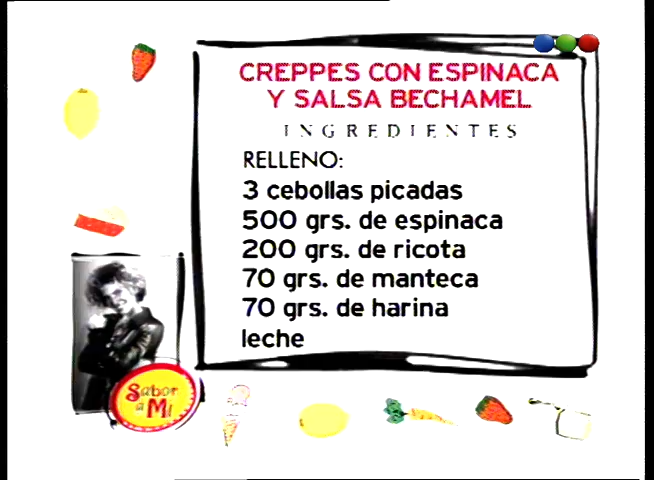 CREPPES CON ESPINACA
Y SALSA BECHAMEL
INGREDIENTES
RELLENO:
3 cebollas picadas
500 grs. de espinaca
200 grs. de ricota
70 grs. de manteca
70 grs. de harina
leche
Sabor
a Mi